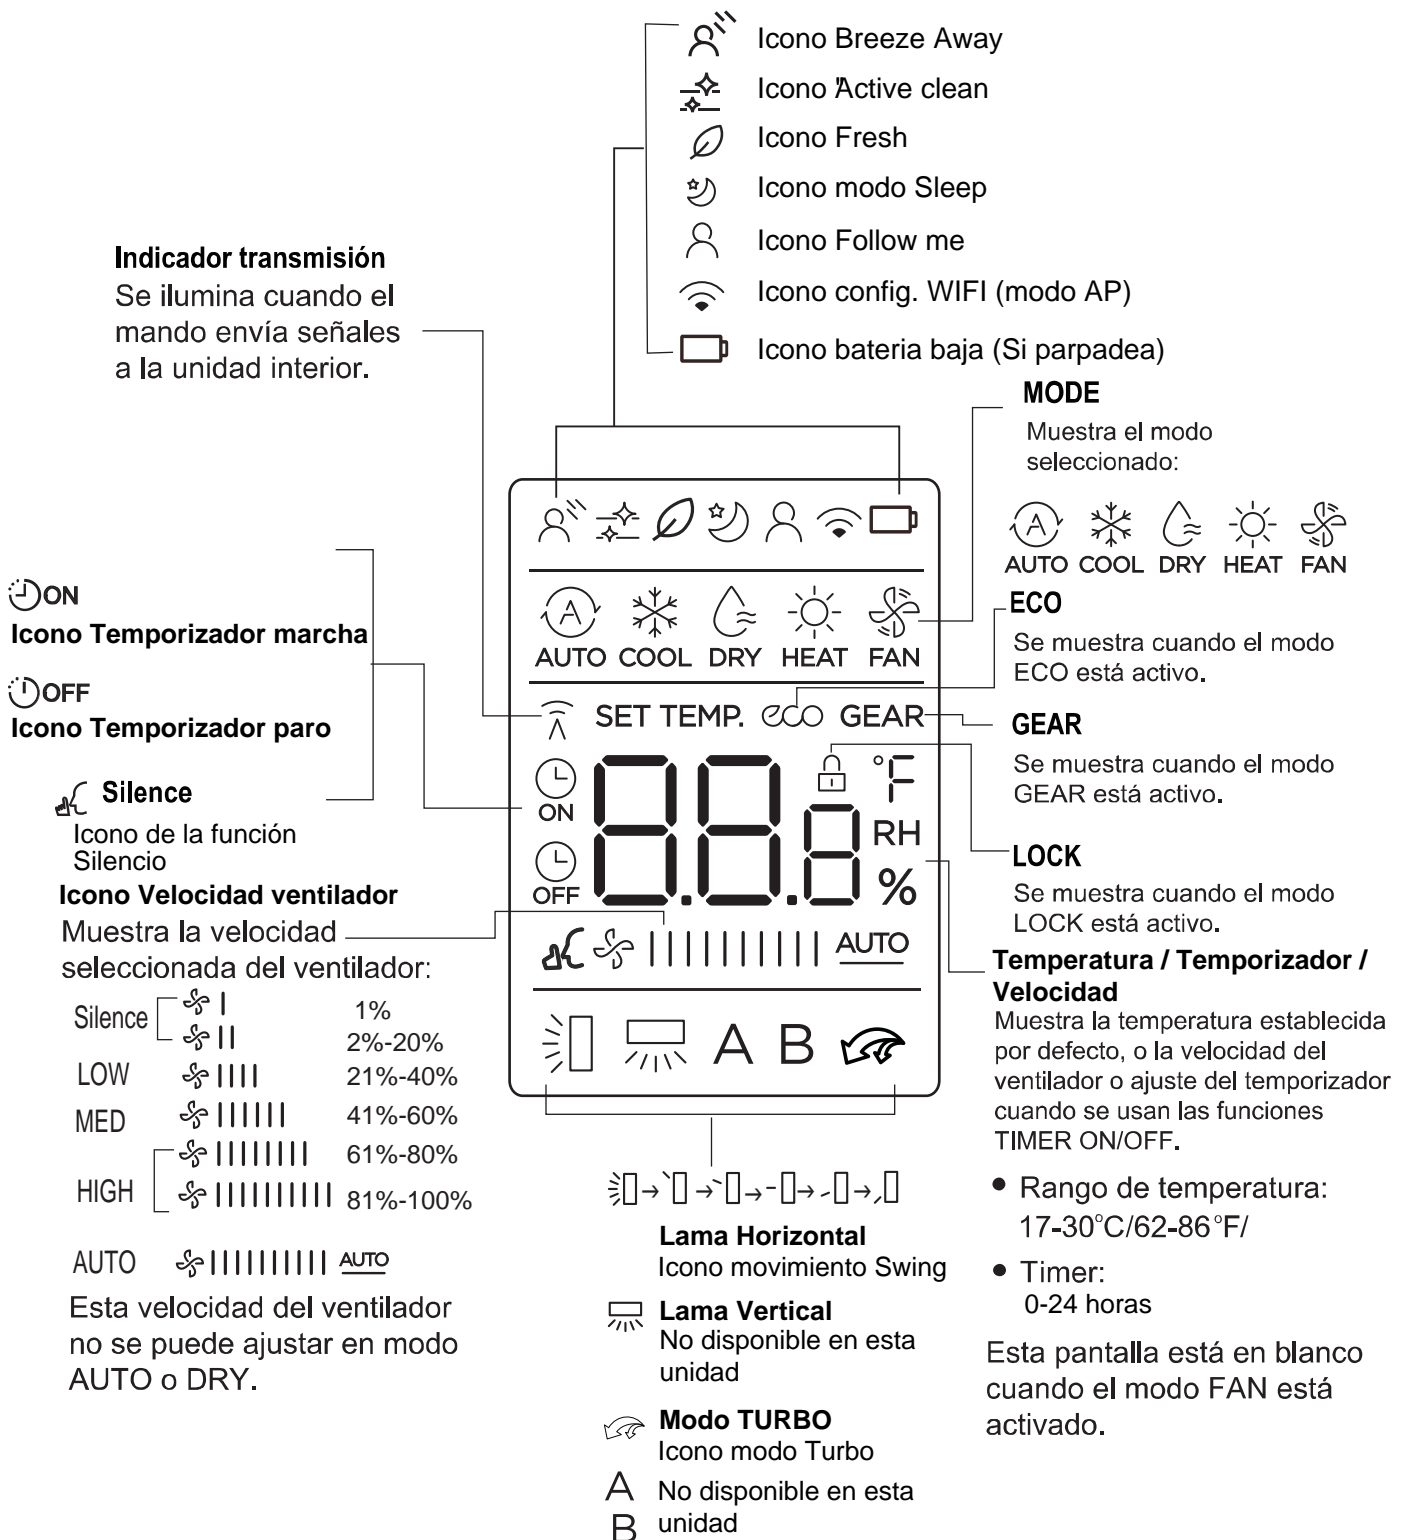 Icono Breeze Away
Icono "Active clean
Icono Fresh
Icono modo Sleep
Icono Follow me
Icono config. WIFI (modo AP)
Icono bateria baja (Si parpadea)
Indicador transmisión
Se ilumina cuando el
mando envía señales
a la unidad interior.
ON
Icono Temporizador marcha
OFF
Icono Temporizador paro
Silence
Icono de la función
Silencio
Icono Velocidad ventilador
Muestra la velocidad
seleccionada del ventilador:
Silence
1%
2%-20%
LOW 21%-40%
MED 41%-60%
HIGH
61%-80%
81%-100%
AUTO AUTO
Esta velocidad del ventilador
no se puede ajustar en modo
AUTO o DRY.
A
AUTO COOL DRY HEAT FAN
SET TEMP. eco GEAR
ON
OFF
88.8
°F
RH
%
AUTO
A B
Lama Horizontal
Icono movimiento Swing
Lama Vertical
No disponible en esta
unidad
Modo TURBO
Icono modo Turbo
A No disponible en esta
B unidad
MODE
Muestra el modo
seleccionado:
A
AUTO COOL DRY HEAT FAN
ECO
Se muestra cuando el modo
ECO está activo.
GEAR
Se muestra cuando el modo
GEAR está activo.
LOCK
Se muestra cuando el modo
LOCK está activo.
Temperatura / Temporizador /
Velocidad
Muestra la temperatura establecida
por defecto, o la velocidad del
ventilador o ajuste del temporizador
cuando se usan las funciones
TIMER ON/OFF.
• Rango de temperatura:
17-30°C/62-86°F/
• Timer:
0-24 horas
Esta pantalla está en blanco
cuando el modo FAN está
activado.